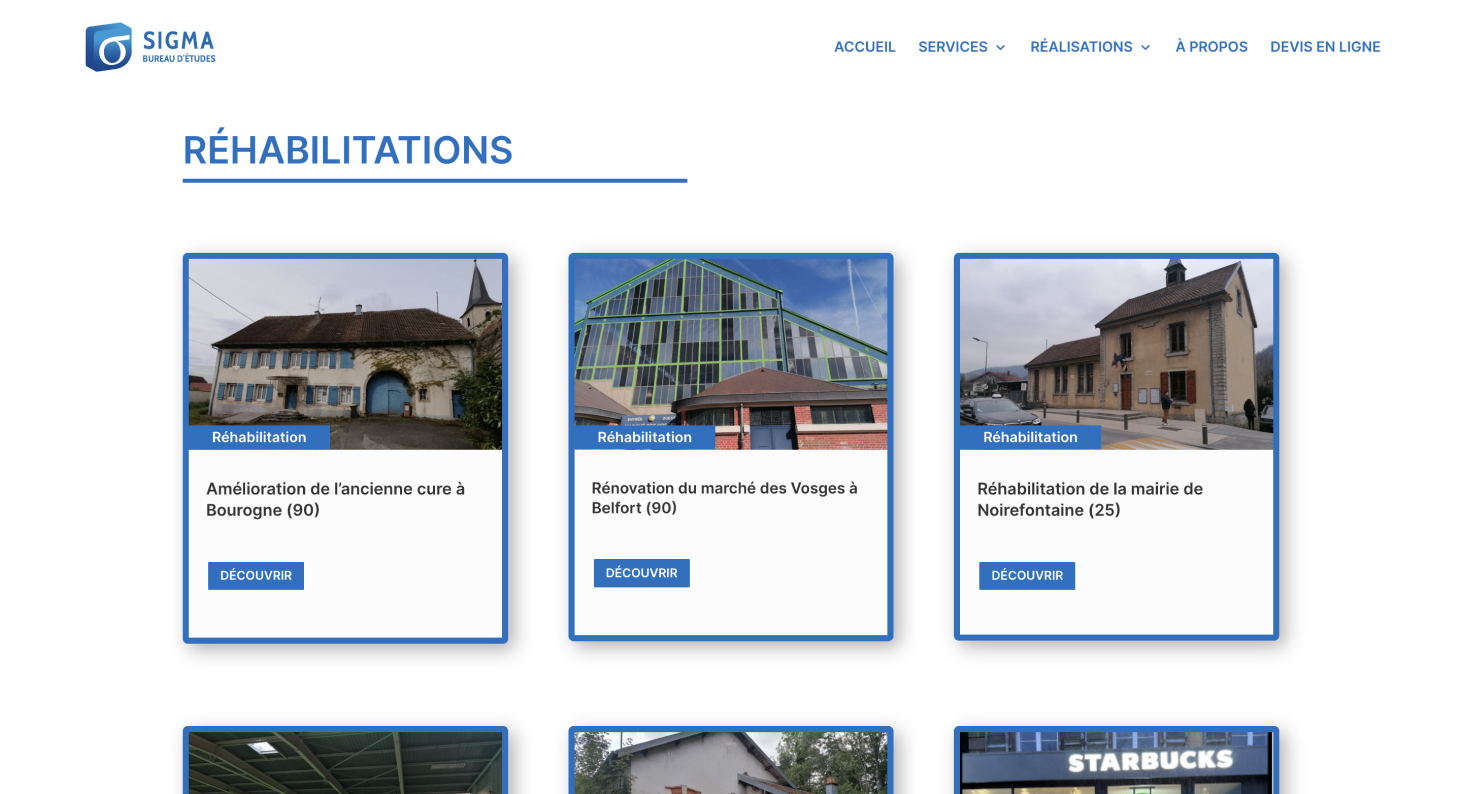 SIGMA
BUREAU D'ÉTUDES
ACCUEIL
SERVICES
RÉALISATIONS
À PROPOS
DEVIS EN LIGNE
RÉHABILITATIONS
Réhabilitation
Amélioration de l’ancienne cure à
Bourogne (90)
DÉCOUVRIR
Réhabilitation
Rénovation du marché des Vosges à
Belfort (90)
DÉCOUVRIR
Réhabilitation
Réhabilitation de la mairie de
Noirefontaine (25)
DÉCOUVRIR
STARBUCKS